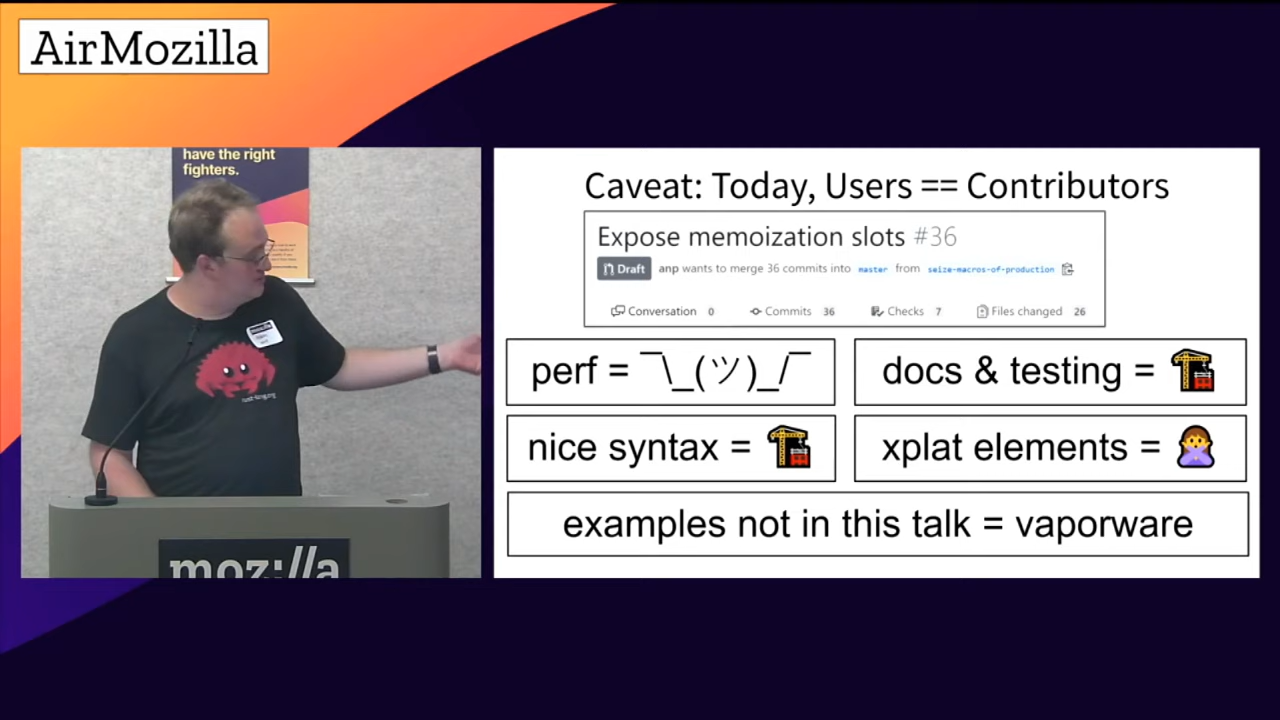 AirMozilla
have the right
fighters.
moz://a
Caveat: Today, Users == Contributors
Expose memoization slots #36
Draft anp wants to merge 36 commits into master from seize-macros-of-production
Conversation 0 Commits 36 Checks 7 Files changed 26
perf = ¯\_(ツ)_/¯
docs & testing = 🏗
nice syntax = 🏗
xplat elements = 🙅
examples not in this talk = vaporware